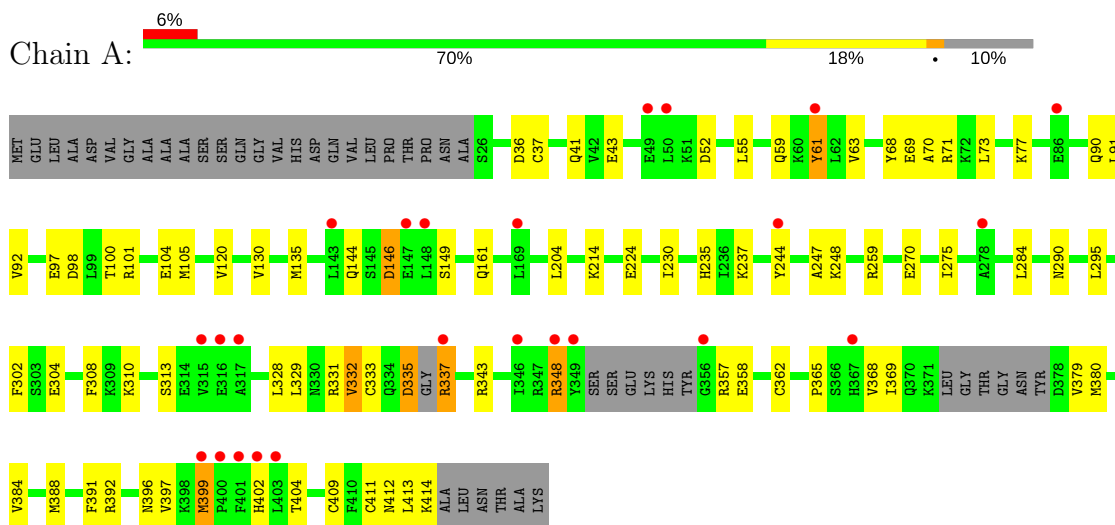 6%
Chain A:
70% 18% • 10%
MET GLU LEU ALA ASP VAL GLY ALA ALA ALA SER SER GLN GLY VAL HIS ASP GLN VAL LEU PRO THR PRO ASN ALA S26 D36 C37 Q41 V42 E43 E49 L50 K51 D52 L55 Q59 K60 Y61 L62 V63 Y68 E69 A70 R71 K72 L73 K77 E86 Q90 L91
V92 E97 D98 L99 T100 R101 E104 M105 V120 V130 M135 L143 Q144 S145 D146 E147 L148 S149 Q161 L169 L204 K214 E224 I230 H235 I236 K237 Y244 A247 K248 R259 E270 I275 A278 L284 N290 L295
F302 S303 E304 F308 K309 K310 S313 E314 V315 E316 A317 L328 L329 N330 R331 V332 C333 Q334 D335 GLY R337 R343 I346 R347 R348 Y349 SER SER GLU LYS HIS TYR G356 R357 E358 C362 P365 S366 H367 V368 I369 Q370 K371 LEU GLY THR GLY ASN TYR D378 V379 M380
V384 M388 F391 R392 N396 V397 K398 M399 P400 F401 H402 L403 T404 C409 F410 C411 N412 L413 K414 ALA LEU ASN THR ALA LYS